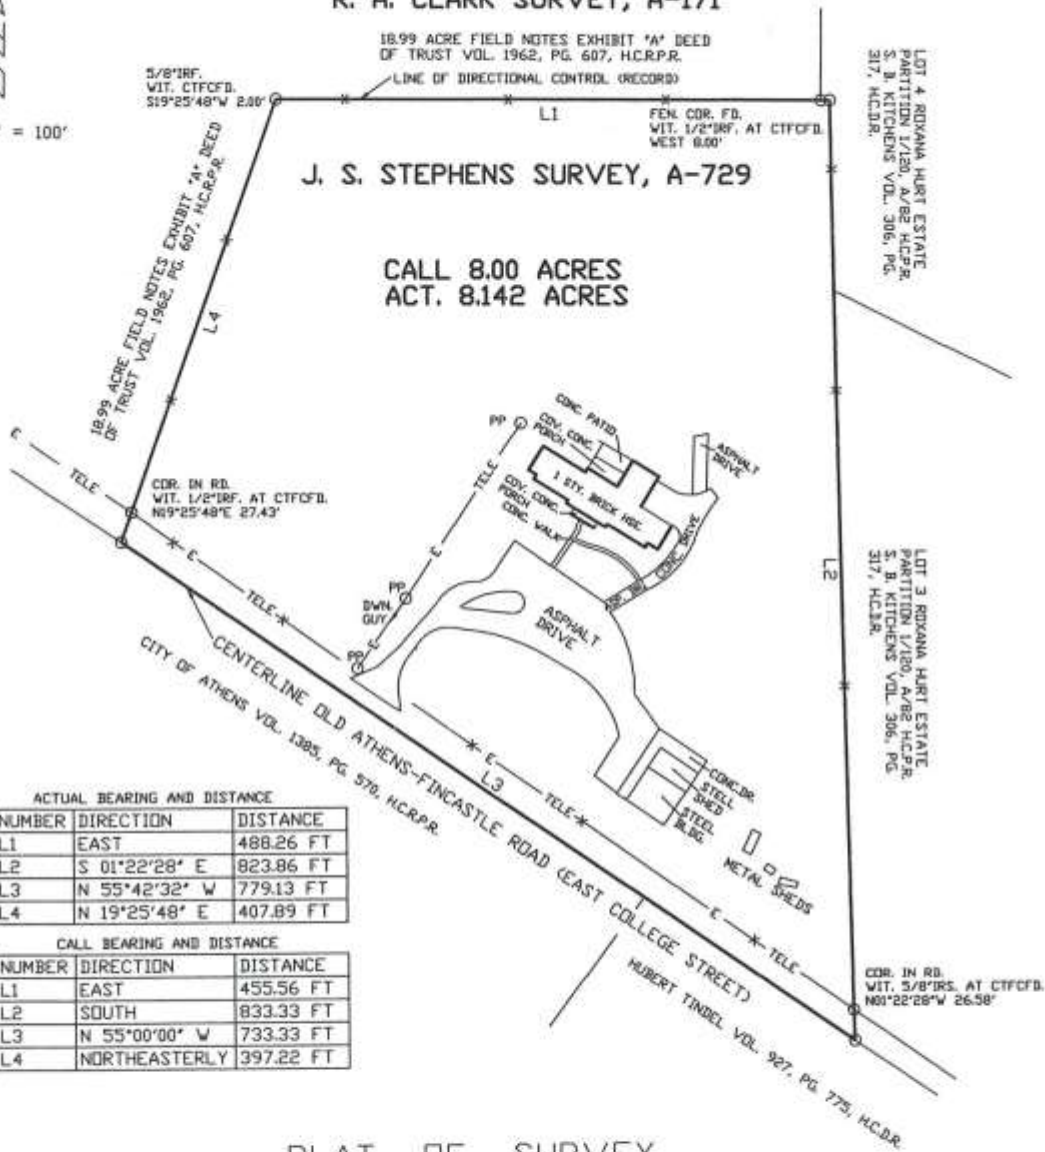 R. A. CLARK SURVEY, A-171
18.99 ACRE FIELD NOTES EXHIBIT "A" DEED
OF TRUST VOL. 1962, PG. 607, H.C.R.P.R.
LINE OF DIRECTIONAL CONTROL (RECORD)
5/8"IRF.
WIT. CTFCFD.
S19°25'48"W 2.00'
= 100'
L1
FEN. COR. FD.
WIT. 1/2"IRF. AT CTFCFD.
WEST 8.00'
J. S. STEPHENS SURVEY, A-729
CALL 8.00 ACRES
ACT. 8.142 ACRES
LOT 4 ROXANA HURT ESTATE
PARTITION 1/120, A/B2 H.C.P.R.
S. B. KITCHENS VOL. 306, PG.
317, H.C.D.R.
18.99 ACRE FIELD NOTES EXHIBIT "A" DEED
OF TRUST VOL. 1962, PG. 607, H.C.R.P.R.
L4
E
TELE
COR. IN RD.
WIT. 1/2"IRF. AT CTFCFD.
N19°25'48"E 27.43'
E
TELE
PP
TELE
E
PP
DWN.
GUY
E
PP
CONC. PATIO
COV. CONC.
PORCH
1 STY. BRICK HSE.
COV. CONC.
PORCH
CONC. WALK
ASPHALT
DRIVE
CONC. DRIVE
ASPHALT
DRIVE
L2
LOT 3 ROXANA HURT ESTATE
PARTITION 1/120, A/B2 H.C.P.R.
S. B. KITCHENS VOL. 306, PG.
317, H.C.D.R.
CENTERLINE OLD ATHENS-FINCASTLE ROAD (EAST COLLEGE STREET)
CITY OF ATHENS VOL. 1385, PG. 570, H.C.R.P.R.
L3
E
TELE
CONC.DR.
STELL
SHED
STEEL
BLDG.
METAL SHEDS
E
TELE
COR. IN RD.
WIT. 5/8"IRS. AT CTFCFD.
N01°22'28"W 26.58'
HUBERT TINDEL VOL. 927, PG. 775, H.C.D.R.
ACTUAL BEARING AND DISTANCE
NUMBER DIRECTION DISTANCE
L1 EAST 488.26 FT
L2 S 01°22'28" E 823.86 FT
L3 N 55°42'32" W 779.13 FT
L4 N 19°25'48" E 407.89 FT
CALL BEARING AND DISTANCE
NUMBER DIRECTION DISTANCE
L1 EAST 455.56 FT
L2 SOUTH 833.33 FT
L3 N 55°00'00" W 733.33 FT
L4 NORTHEASTERLY 397.22 FT
PLAT OF SURVEY